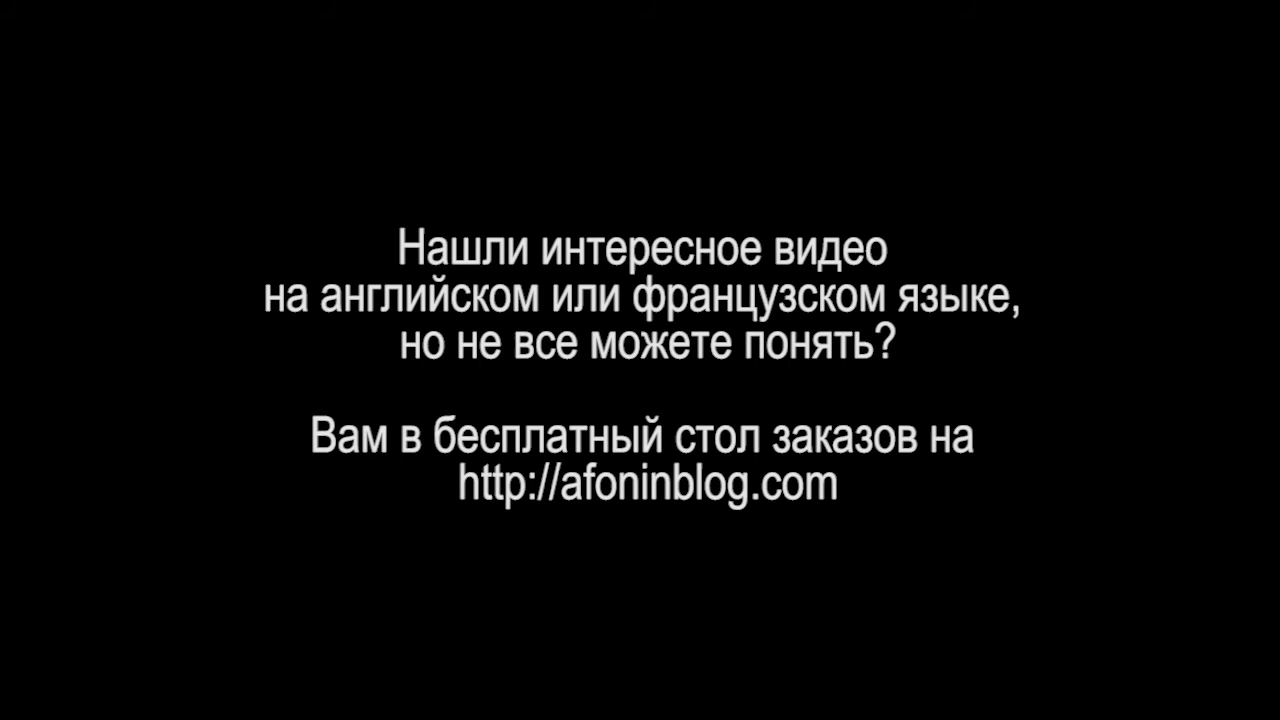 Нашли интересное видео
на английском или французском языке,
но не все можете понять?
Вам в бесплатный стол заказов на
http://afoninblog.com